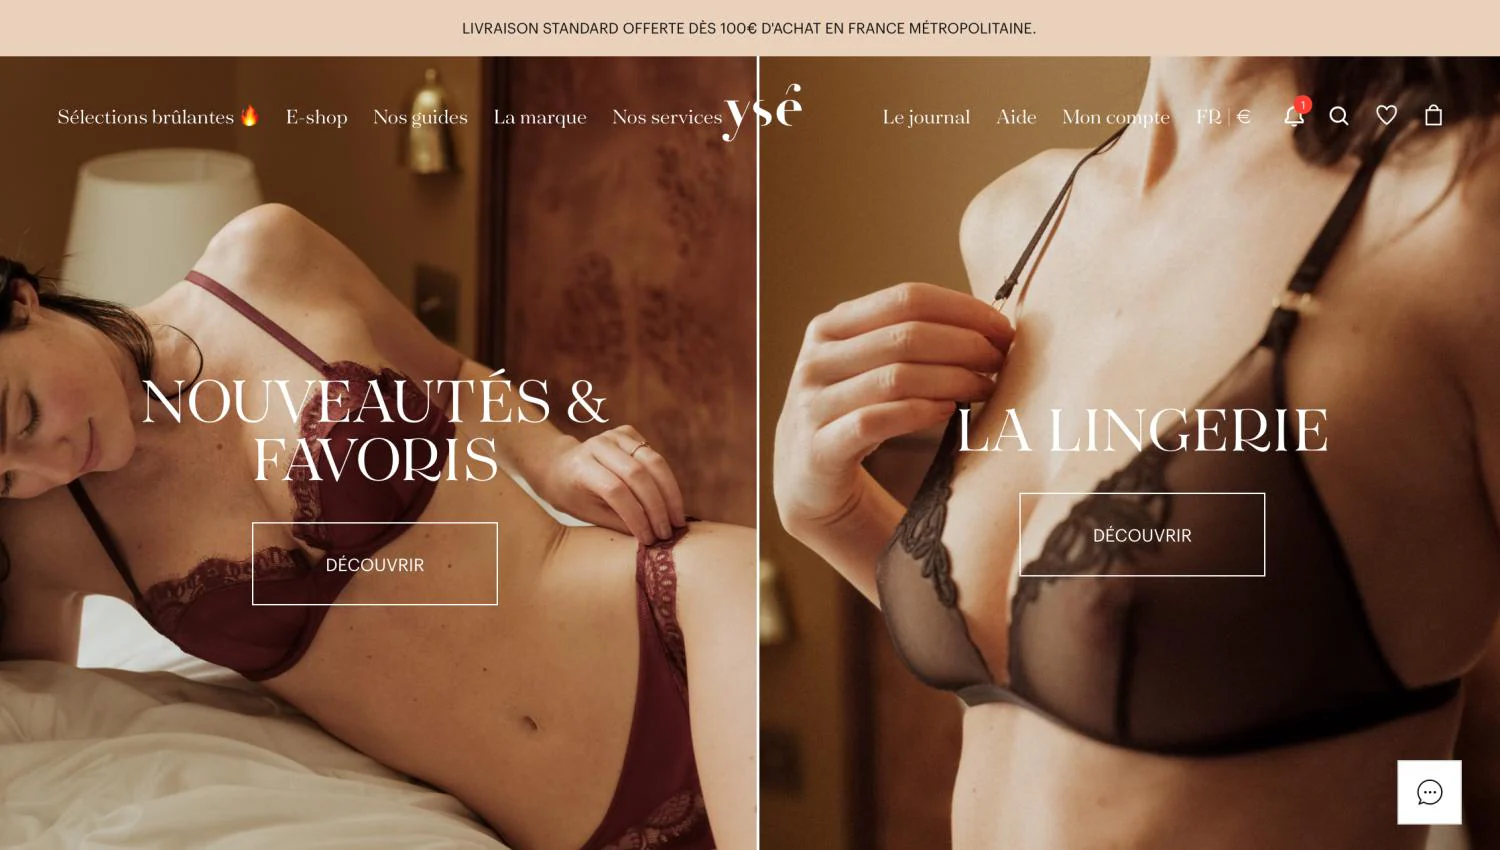 LIVRAISON STANDARD OFFERTE DÈS 100€ D'ACHAT EN FRANCE MÉTROPOLITAINE.
Sélections brûlantes 🔥 E-shop Nos guides La marque Nos services ysé Le journal Aide Mon compte FR | € 1
NOUVEAUTÉS &
FAVORIS
DÉCOUVRIR
LA LINGERIE
DÉCOUVRIR